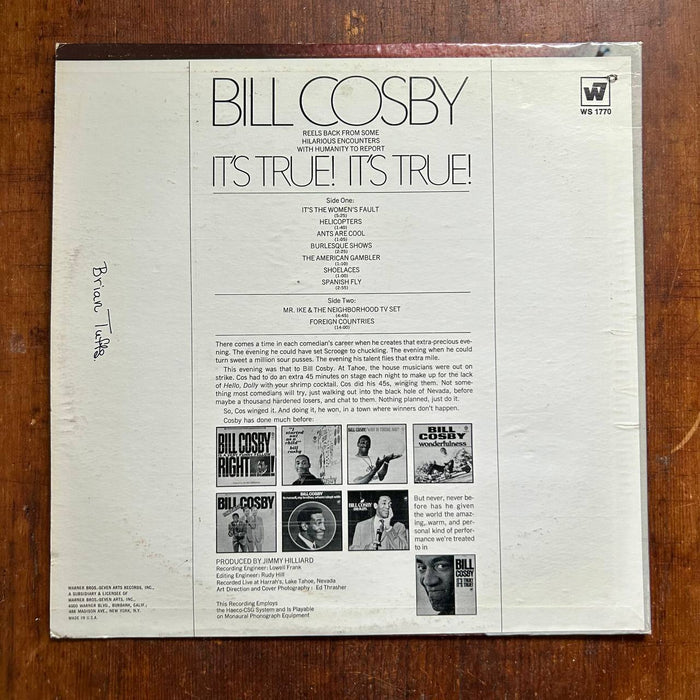 BILL COSBY
W7
WS 1770
REELS BACK FROM SOME
HILARIOUS ENCOUNTERS
WITH HUMANITY TO REPORT
IT'S TRUE! IT'S TRUE!
Side One:
IT'S THE WOMEN'S FAULT
(5:25)
HELICOPTERS
(1:40)
ANTS ARE COOL
(1:05)
BURLESQUE SHOWS
(2:25)
THE AMERICAN GAMBLER
(1:10)
SHOELACES
(1:00)
SPANISH FLY
(2:55)
Side Two:
MR. IKE & THE NEIGHBORHOOD TV SET
(4:45)
FOREIGN COUNTRIES
(14:00)
Brian Tufts
There comes a time in each comedian's career when he creates that extra-precious eve-
ning. The evening he could have set Scrooge to chuckling. The evening when he could
turn sweet a million sour pusses. The evening his talent flies that extra mile.
This evening was that to Bill Cosby. At Tahoe, the house musicians were out on
strike. Cos had to do an extra 45 minutes on stage each night to make up for the lack
of Hello, Dolly with your shrimp cocktail. Cos did his 45s, winging them. Not some-
thing most comedians will try, just walking out into the black hole of Nevada, before
maybe a thousand hardened losers, and chat to them. Nothing planned, just do it.
So, Cos winged it. And doing it, he won, in a town where winners don't happen.
Cosby has done much before:
BILL COSBY
RIGHT
bill
cosby
BILL COSBY
BILL
COSBY
wonderfulness
BILL COSBY
BILL COSBY
BILL COSBY
But never, never be-
fore has he given
the world the amaz-
ing, warm, and per-
sonal kind of perfor-
mance we're treated
to in
BILL
COSBY
IT'S TRUE!
IT'S TRUE!
PRODUCED BY JIMMY HILLIARD
Recording Engineer: Lowell Frank
Editing Engineer: Rudy Hill
Recorded Live at Harrah's, Lake Tahoe, Nevada
Art Direction and Cover Photography: Ed Thrasher
This Recording Employs
the Haeco-CSG System and Is Playable
on Monaural Phonograph Equipment
WARNER BROS.-SEVEN ARTS RECORDS, INC.,
A SUBSIDIARY & LICENSEE OF
WARNER BROS.-SEVEN ARTS, INC.,
4000 WARNER BLVD., BURBANK, CALIF.,
488 MADISON AVE., NEW YORK, N.Y.
MADE IN U.S.A.